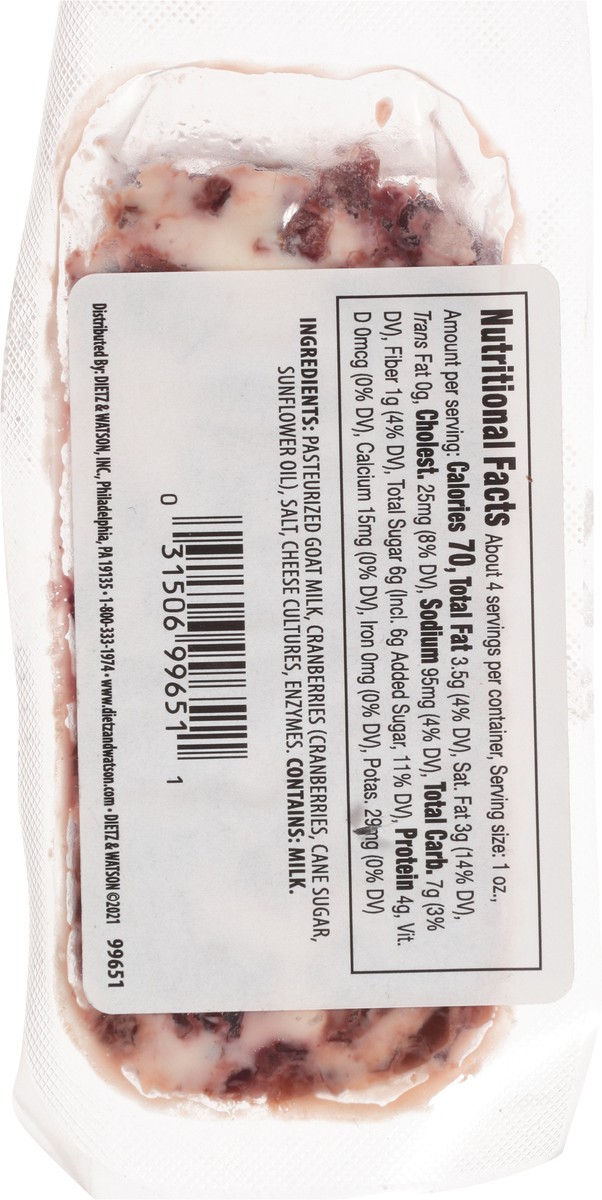 Nutritional Facts About 4 servings per container, Serving size: 1 oz.,
Amount per serving: Calories 70, Total Fat 3.5g (4% DV), Sat. Fat 3g (14% DV),
Trans Fat 0g, Cholest. 25mg (8% DV), Sodium 95mg (4% DV), Total Carb. 7g (3%
DV), Fiber 1g (4% DV), Total Sugar 6g (Incl. 6g Added Sugar, 11% DV), Protein 4g, Vit.
D 0mcg (0% DV), Calcium 15mg (0% DV), Iron 0mg (0% DV), Potas. 29mg (0% DV)
INGREDIENTS: PASTEURIZED GOAT MILK, CRANBERRIES (CRANBERRIES, CANE SUGAR,
SUNFLOWER OIL), SALT, CHEESE CULTURES, ENZYMES. CONTAINS: MILK.
0 31506 99651 1
Distributed By: DIETZ & WATSON, INC., Philadelphia, PA 19135 • 1-800-333-1974 • www.dietzandwatson.com • DIETZ & WATSON ©2021 99651